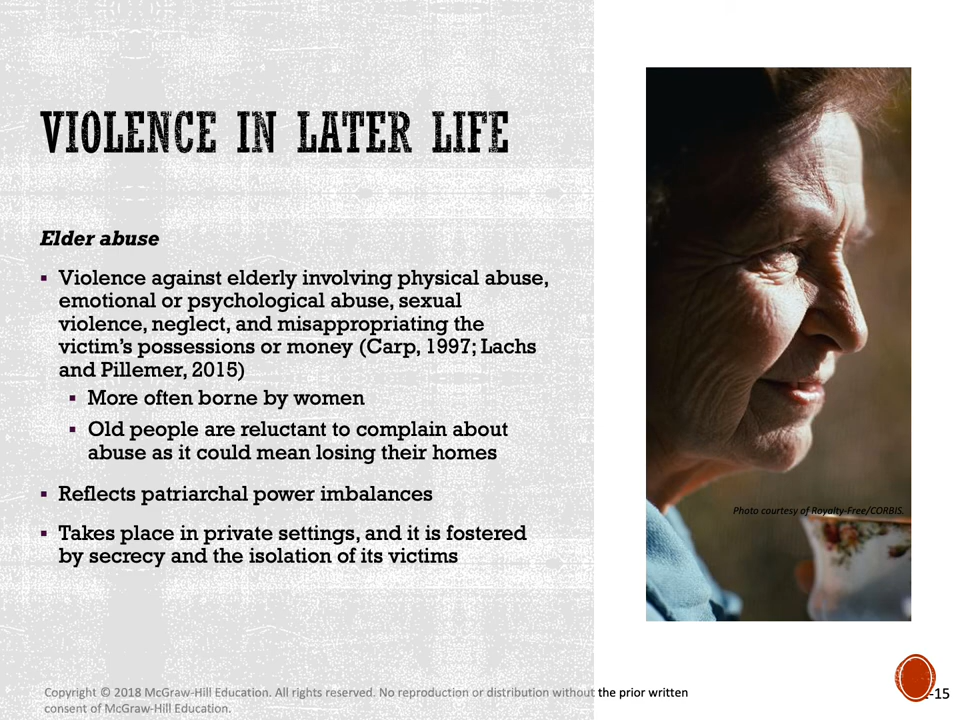 VIOLENCE IN LATER LIFE
Elder abuse
▪ Violence against elderly involving physical abuse,
emotional or psychological abuse, sexual
violence, neglect, and misappropriating the
victim's possessions or money (Carp, 1997; Lachs
and Pillemer, 2015)
▪ More often borne by women
▪ Old people are reluctant to complain about
abuse as it could mean losing their homes
▪ Reflects patriarchal power imbalances
▪ Takes place in private settings, and it is fostered
by secrecy and the isolation of its victims
Photo courtesy of Royalty-Free/CORBIS.
Copyright © 2018 McGraw-Hill Education. All rights reserved. No reproduction or distribution without the prior written
consent of McGraw-Hill Education.
-15